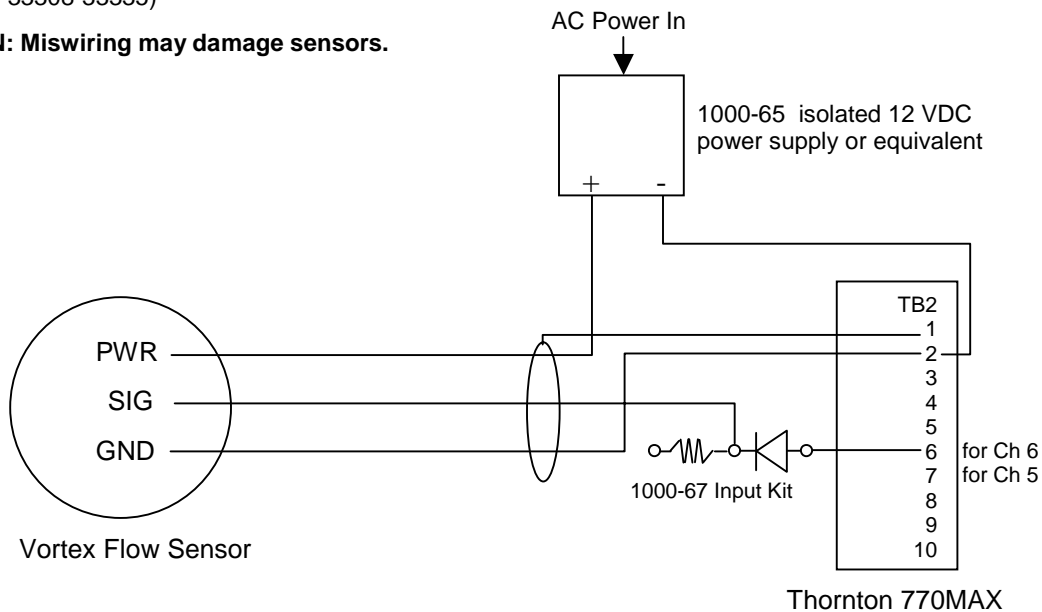 AC Power In
N: Miswiring may damage sensors.
1000-65 isolated 12 VDC
power supply or equivalent
+ -
TB2
1
2
3
4
5
6 for Ch 6
7 for Ch 5
8
9
10
PWR
SIG
GND
1000-67 Input Kit
Vortex Flow Sensor
Thornton 770MAX